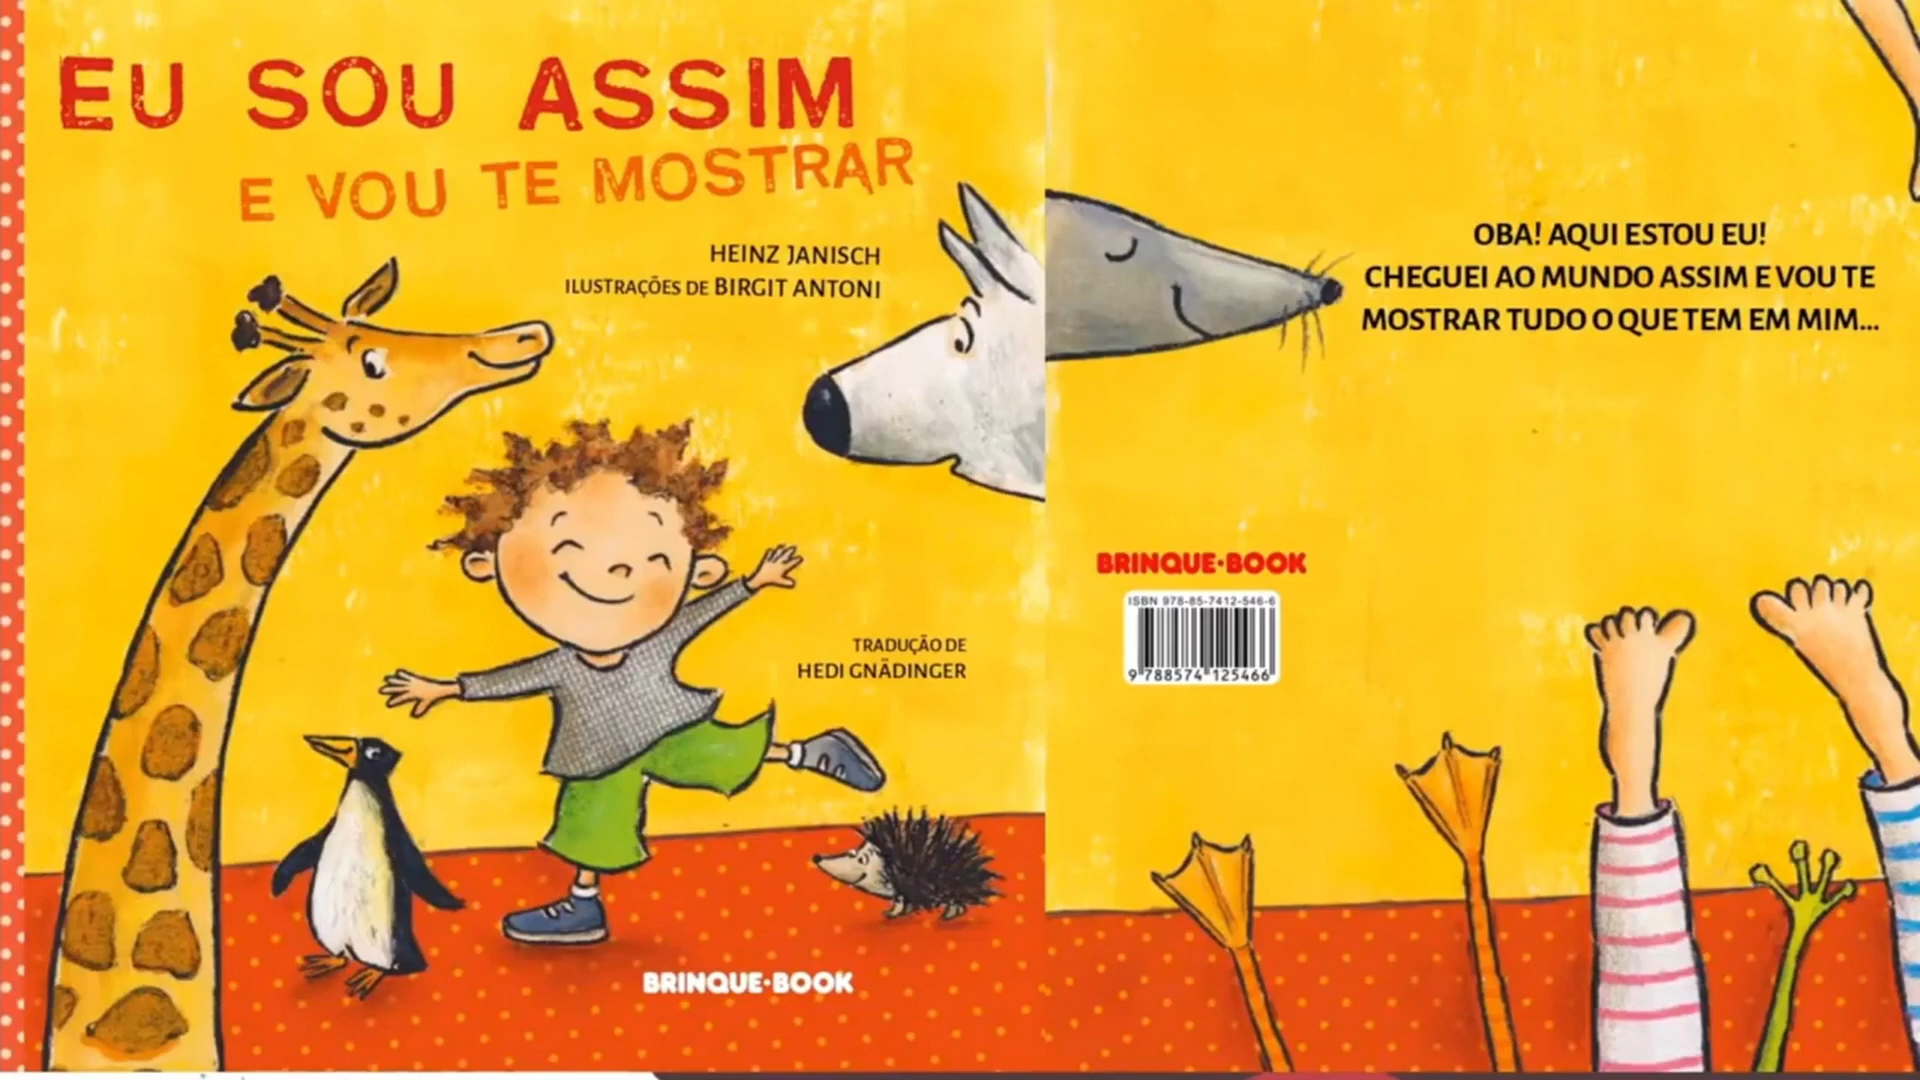 EU SOU ASSIM
E VOU TE MOSTRAR
HEINZ JANISCH
ILUSTRAÇÕES DE BIRGIT ANTONI
TRADUÇÃO DE
HEDI GNÄDINGER
BRINQUE-BOOK
OBA! AQUI ESTOU EU!
CHEGUEI AO MUNDO ASSIM E VOU TE
MOSTRAR TUDO O QUE TEM EM MIM...
BRINQUE-BOOK
ISBN 978-85-7412-546-6
9 788574 125466